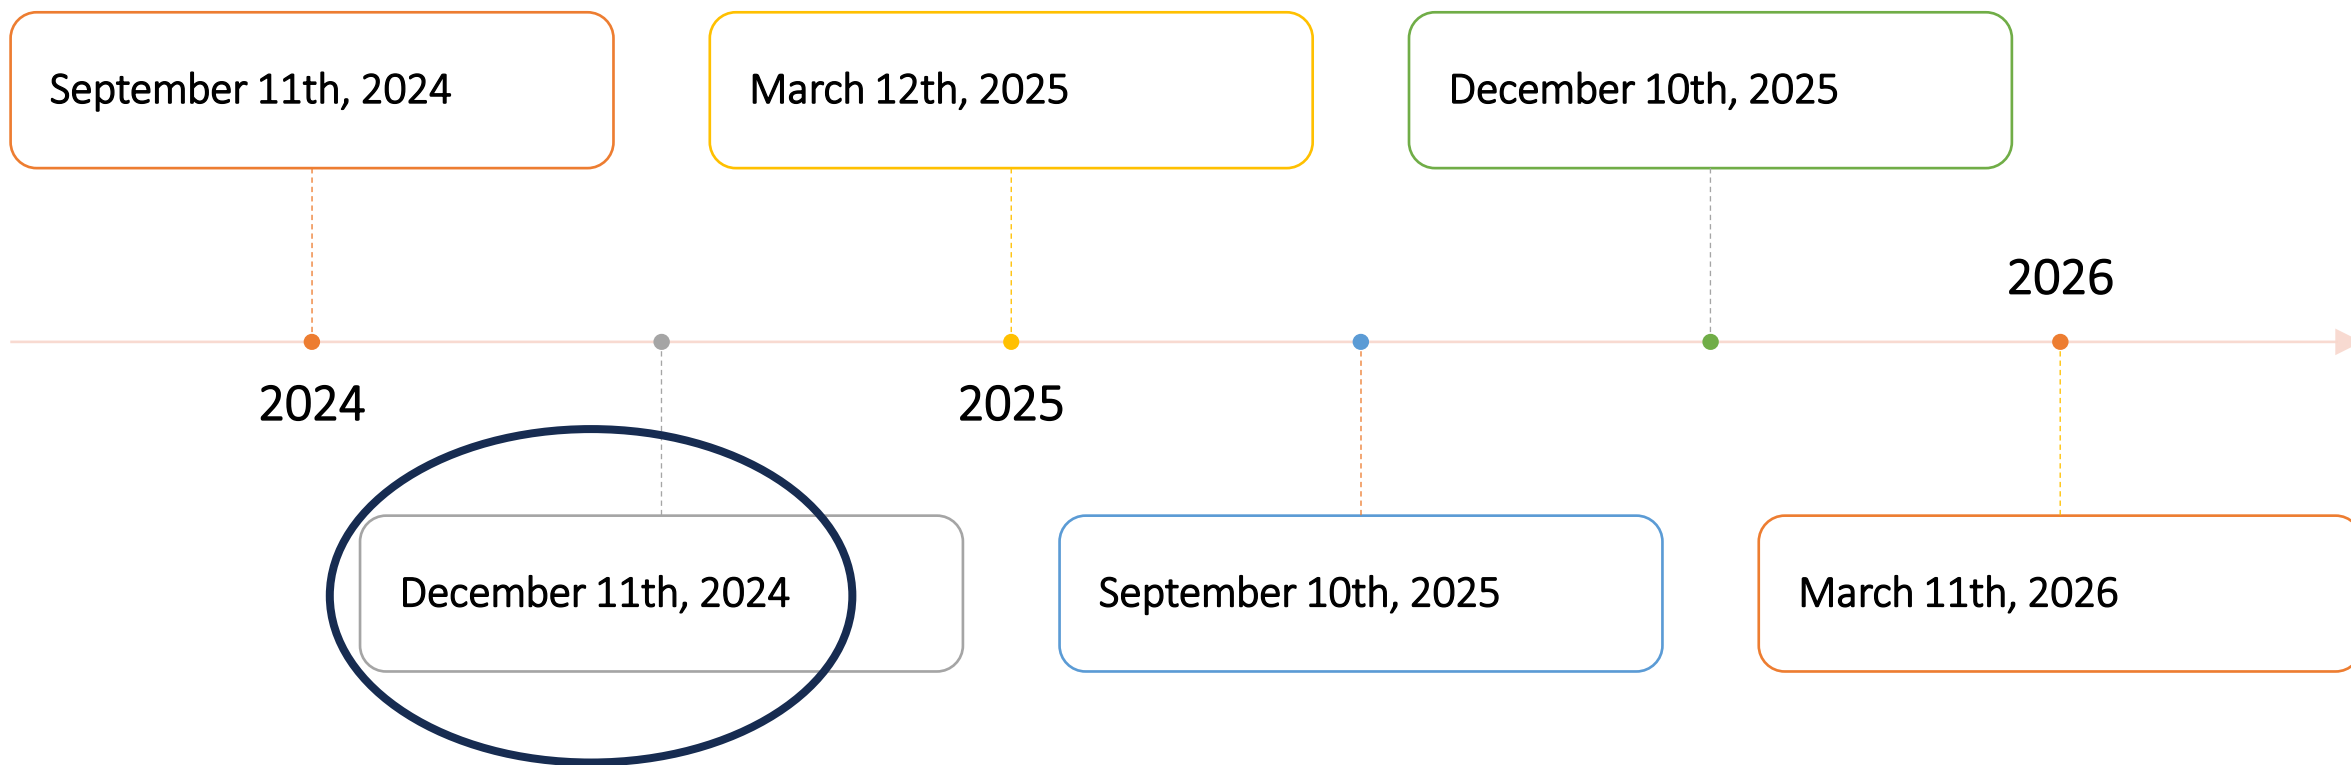 September 11th, 2024
March 12th, 2025
December 10th, 2025
2026
2024
2025
December 11th, 2024
September 10th, 2025
March 11th, 2026